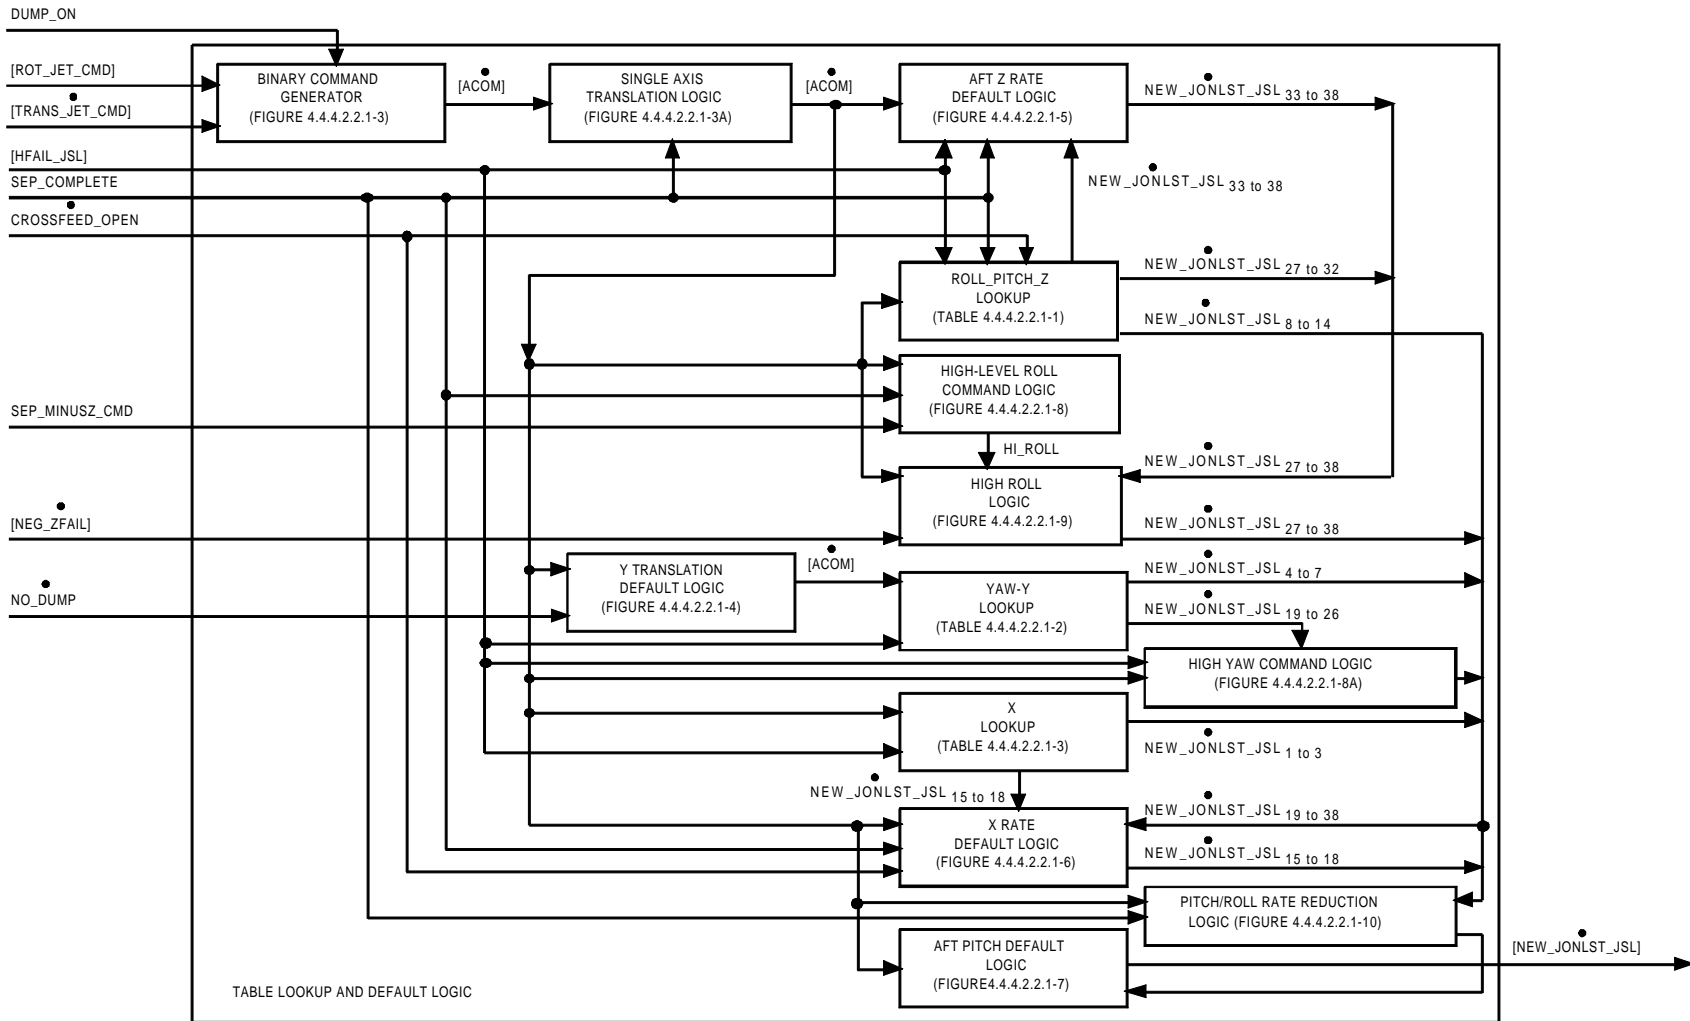 DUMP_ON
[ROT_JET_CMD]
[TRANS_JET_CMD]
[HFAIL_JSL]
SEP_COMPLETE
CROSSFEED_OPEN
SEP_MINUSZ_CMD
[NEG_ZFAIL]
NO_DUMP
BINARY COMMAND
GENERATOR
(FIGURE 4.4.4.2.2.1-3)
[ACOM]
SINGLE AXIS
TRANSLATION LOGIC
(FIGURE 4.4.4.2.2.1-3A)
[ACOM]
AFT Z RATE
DEFAULT LOGIC
(FIGURE 4.4.4.2.2.1-5)
NEW_JONLST_JSL 33 to 38
NEW_JONLST_JSL 33 to 38
ROLL_PITCH_Z
LOOKUP
(TABLE 4.4.4.2.2.1-1)
NEW_JONLST_JSL 27 to 32
NEW_JONLST_JSL 8 to 14
HIGH-LEVEL ROLL
COMMAND LOGIC
(FIGURE 4.4.4.2.2.1-8)
HI_ROLL
HIGH ROLL
LOGIC
(FIGURE 4.4.4.2.2.1-9)
NEW_JONLST_JSL 27 to 38
NEW_JONLST_JSL 27 to 38
Y TRANSLATION
DEFAULT LOGIC
(FIGURE 4.4.4.2.2.1-4)
[ACOM]
YAW-Y
LOOKUP
(TABLE 4.4.4.2.2.1-2)
NEW_JONLST_JSL 4 to 7
NEW_JONLST_JSL 19 to 26
HIGH YAW COMMAND LOGIC
(FIGURE 4.4.4.2.2.1-8A)
X
LOOKUP
(TABLE 4.4.4.2.2.1-3)
NEW_JONLST_JSL 1 to 3
NEW_JONLST_JSL 15 to 18
X RATE
DEFAULT LOGIC
(FIGURE 4.4.4.2.2.1-6)
NEW_JONLST_JSL 19 to 38
NEW_JONLST_JSL 15 to 18
PITCH/ROLL RATE REDUCTION
LOGIC (FIGURE 4.4.4.2.2.1-10)
AFT PITCH DEFAULT
LOGIC
(FIGURE4.4.4.2.2.1-7)
[NEW_JONLST_JSL]
TABLE LOOKUP AND DEFAULT LOGIC